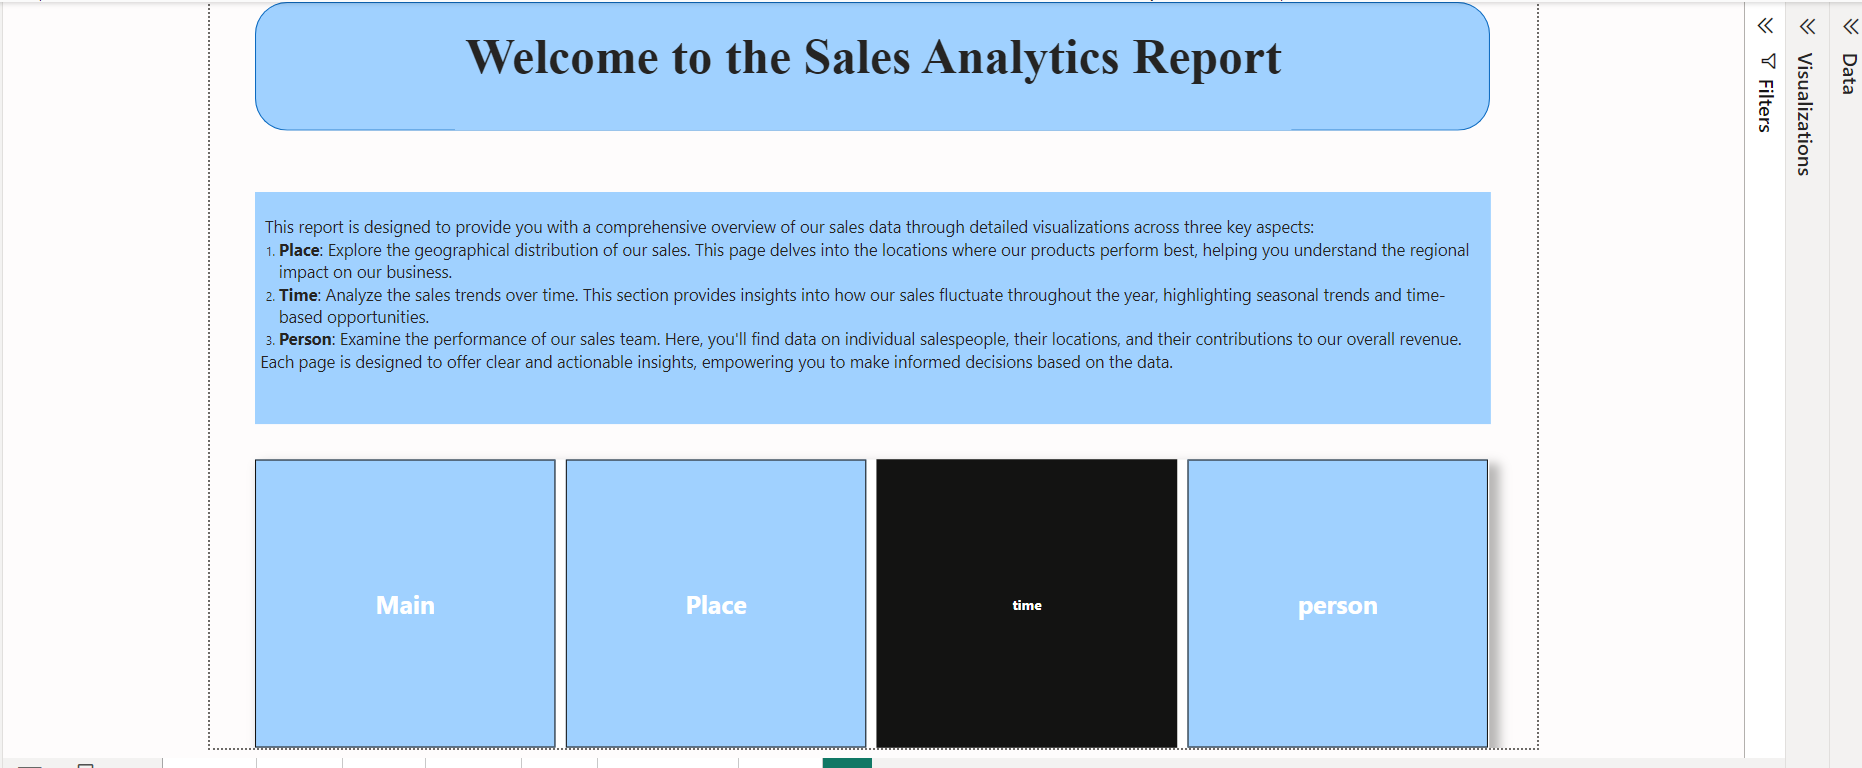 Welcome to the Sales Analytics Report
This report is designed to provide you with a comprehensive overview of our sales data through detailed visualizations across three key aspects:
1. Place: Explore the geographical distribution of our sales. This page delves into the locations where our products perform best, helping you understand the regional
impact on our business.
2. Time: Analyze the sales trends over time. This section provides insights into how our sales fluctuate throughout the year, highlighting seasonal trends and time-
based opportunities.
3. Person: Examine the performance of our sales team. Here, you'll find data on individual salespeople, their locations, and their contributions to our overall revenue.
Each page is designed to offer clear and actionable insights, empowering you to make informed decisions based on the data.
Main
Place
time
person
Filters
Visualizations
Data